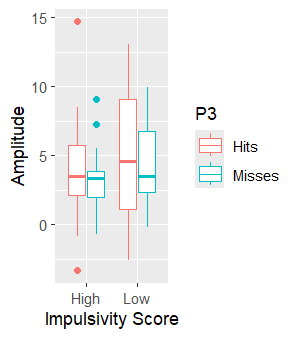 15
10
5
0
Amplitude
High Low
Impulsivity Score
P3
Hits
Misses